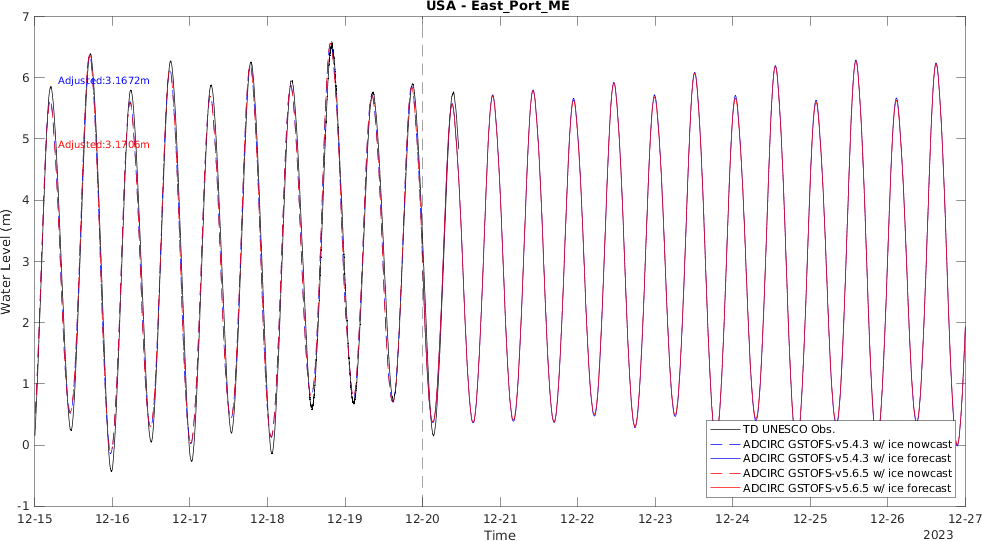 USA - East_Port_ME
7
6
5
4
3
2
1
0
-1
Water Level (m)
Adjusted:3.1672m
Adjusted:3.1706m
TD UNESCO Obs.
ADCIRC GSTOFS-v5.4.3 w/ ice nowcast
ADCIRC GSTOFS-v5.4.3 w/ ice forecast
ADCIRC GSTOFS-v5.6.5 w/ ice nowcast
ADCIRC GSTOFS-v5.6.5 w/ ice forecast
12-15 12-16 12-17 12-18 12-19 12-20 12-21 12-22 12-23 12-24 12-25 12-26 12-27
Time
2023